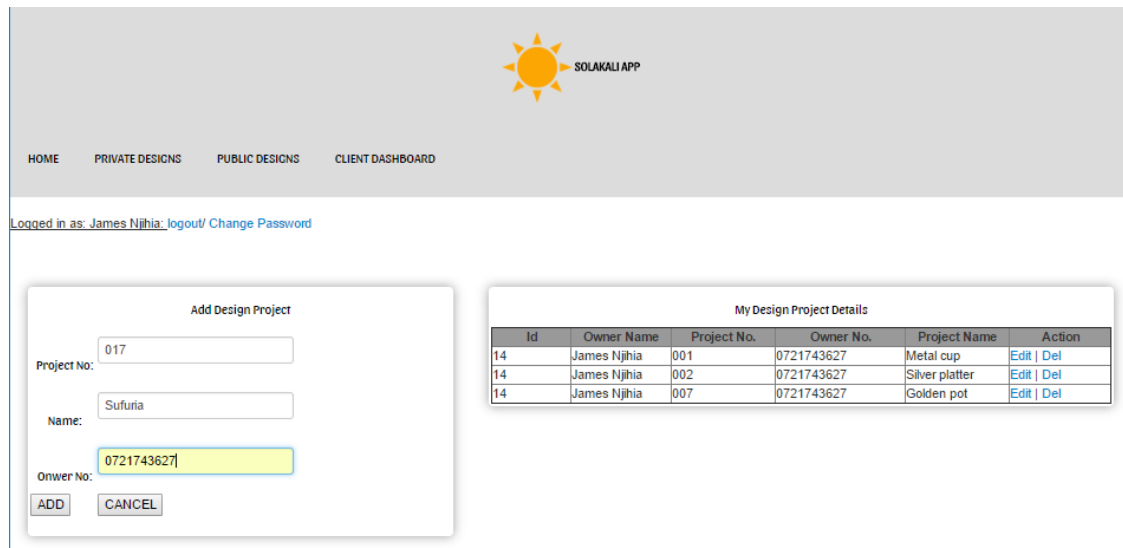 SOLAKALI APP
HOME PRIVATE DESIGNS PUBLIC DESIGNS CLIENT DASHBOARD
Logged in as: James Njihia: logout/ Change Password
Add Design Project
Project No: 017
Name: Sufuria
Onwer No: 0721743627
ADD CANCEL
My Design Project Details
Id Owner Name Project No. Owner No. Project Name Action
14 James Njihia 001 0721743627 Metal cup Edit | Del
14 James Njihia 002 0721743627 Silver platter Edit | Del
14 James Njihia 007 0721743627 Golden pot Edit | Del